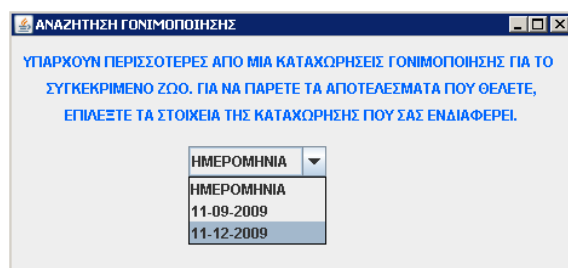 ΑΝΑΖΗΤΗΣΗ ΓΟΝΙΜΟΠΟΙΗΣΗΣ
ΥΠΑΡΧΟΥΝ ΠΕΡΙΣΣΟΤΕΡΕΣ ΑΠΟ ΜΙΑ ΚΑΤΑΧΩΡΗΣΕΙΣ ΓΟΝΙΜΟΠΟΙΗΣΗΣ ΓΙΑ ΤΟ
ΣΥΓΚΕΚΡΙΜΕΝΟ ΖΩΟ. ΓΙΑ ΝΑ ΠΑΡΕΤΕ ΤΑ ΑΠΟΤΕΛΕΣΜΑΤΑ ΠΟΥ ΘΕΛΕΤΕ,
ΕΠΙΛΕΞΤΕ ΤΑ ΣΤΟΙΧΕΙΑ ΤΗΣ ΚΑΤΑΧΩΡΗΣΗΣ ΠΟΥ ΣΑΣ ΕΝΔΙΑΦΕΡΕΙ.
ΗΜΕΡΟΜΗΝΙΑ
ΗΜΕΡΟΜΗΝΙΑ
11-09-2009
11-12-2009